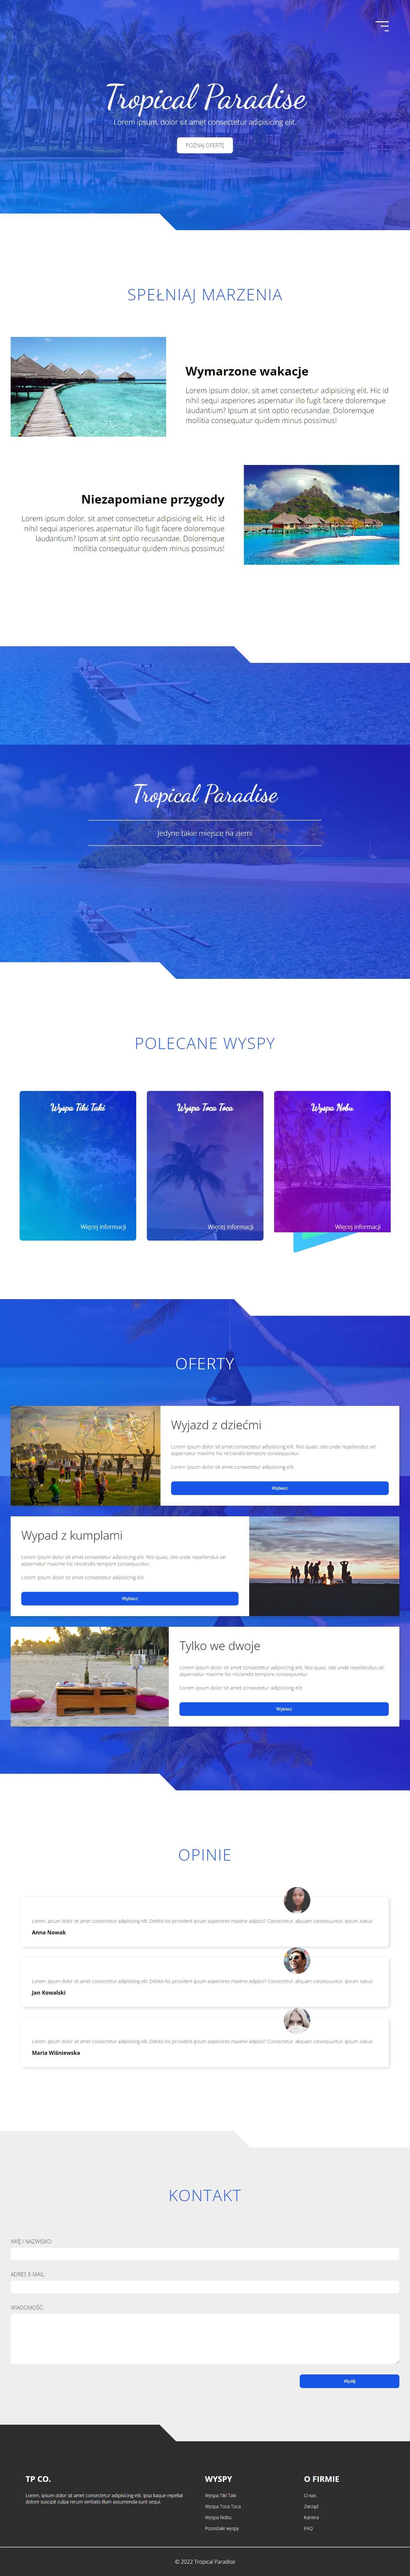 Tropical Paradise
Lorem ipsum, dolor sit amet consectetur adipisicing elit.
POZNAJ OFERTĘ
SPEŁNIAJ MARZENIA
Wymarzone wakacje
Lorem ipsum dolor, sit amet consectetur adipisicing elit. Hic id
nihil sequi asperiores aspernatur illo fugit facere doloremque
laudantium? Ipsum at sint optio recusandae. Doloremque
mollitia consequatur quidem minus possimus!
Niezapomiane przygody
Lorem ipsum dolor, sit amet consectetur adipisicing elit. Hic id
nihil sequi asperiores aspernatur illo fugit facere doloremque
laudantium? Ipsum at sint optio recusandae. Doloremque
mollitia consequatur quidem minus possimus!
Tropical Paradise
Jedyne takie miejsce na ziemi
POLECANE WYSPY
Wyspa Tiki Taki
Więcej informacji
Wyspa Toca Toca
Więcej informacji
Wyspa Nobu
Więcej informacji
OFERTY
Wyjazd z dziećmi
Lorem ipsum dolor sit amet consectetur adipisicing elit. Nisi quasi, iste unde repellendus vel
aspernatur maxime hic reiciendis tempore consequuntur.
Lorem ipsum dolor sit amet consectetur adipisicing elit.
Wybierz
Wypad z kumplami
Lorem ipsum dolor sit amet consectetur adipisicing elit. Nisi quasi, iste unde repellendus vel
aspernatur maxime hic reiciendis tempore consequuntur.
Lorem ipsum dolor sit amet consectetur adipisicing elit.
Wybierz
Tylko we dwoje
Lorem ipsum dolor sit amet consectetur adipisicing elit. Nisi quasi, iste unde repellendus vel
aspernatur maxime hic reiciendis tempore consequuntur.
Lorem ipsum dolor sit amet consectetur adipisicing elit.
Wybierz
OPINIE
Lorem, ipsum dolor sit amet consectetur adipisicing elit. Debitis hic provident ipsum asperiores maxime adipisci? Consectetur, aliquam consequuntur. Ipsum, natus!
Anna Nowak
Lorem, ipsum dolor sit amet consectetur adipisicing elit. Debitis hic provident ipsum asperiores maxime adipisci? Consectetur, aliquam consequuntur. Ipsum, natus!
Jan Kowalski
Lorem, ipsum dolor sit amet consectetur adipisicing elit. Debitis hic provident ipsum asperiores maxime adipisci? Consectetur, aliquam consequuntur. Ipsum, natus!
Maria Wiśniewska
KONTAKT
IMIĘ I NAZWISKO:
ADRES E-MAIL:
WIADOMOŚĆ:
Wyślij
TP CO.
Lorem, ipsum dolor sit amet consectetur adipisicing elit. Ipsa itaque repellat
dolore suscipit culpa rerum veritatis illum assumenda sunt sequi.
WYSPY
Wyspa Tiki Taki
Wyspa Toca Toca
Wyspa Nobu
Pozostałe wyspy
O FIRMIE
O nas
Zarząd
Kariera
FAQ
© 2022 Tropical Paradise